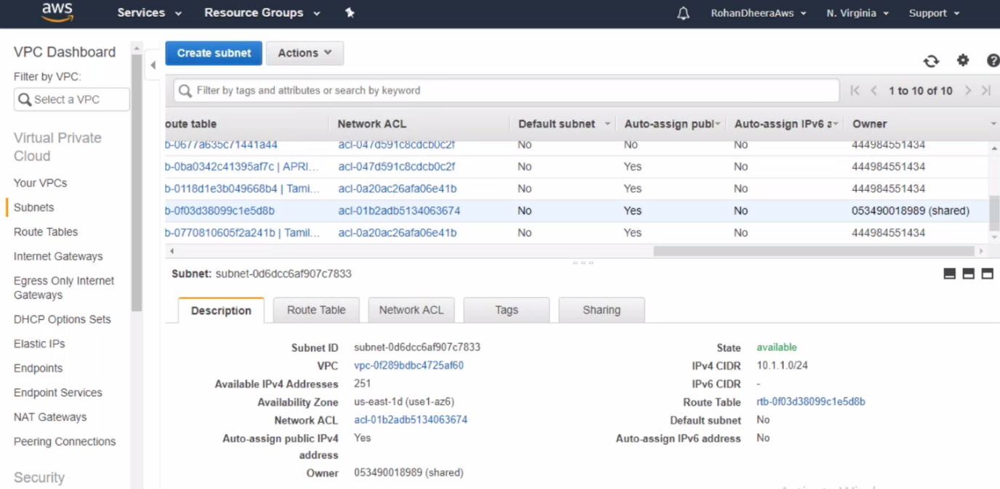 aws Services Resource Groups RohanDheeraAws N. Virginia Support
VPC Dashboard
Filter by VPC:
Select a VPC
Virtual Private
Cloud
Your VPCs
Subnets
Route Tables
Internet Gateways
Egress Only Internet
Gateways
DHCP Options Sets
Elastic IPs
Endpoints
Endpoint Services
NAT Gateways
Peering Connections
Security
Create subnet Actions
Filter by tags and attributes or search by keyword 1 to 10 of 10
oute table Network ACL Default subnet Auto-assign publ Auto-assign IPv6 a Owner
b-0677a635c71441a44 acl-047d591c8cdcb0c2f No No No 444984551434
b-0ba0342c41395af7c | APRI... acl-047d591c8cdcb0c2f No Yes No 444984551434
b-0118d1e3b049668b4 | Tami... acl-0a20ac26afa06e41b No Yes No 444984551434
b-0f03d38099c1e5d8b acl-01b2adb5134063674 No Yes No 053490018989 (shared)
b-0770810605f2a241b | Tamil... acl-0a20ac26afa06e41b No Yes No 444984551434
Subnet: subnet-0d6dcc6af907c7833
Description Route Table Network ACL Tags Sharing
Subnet ID subnet-0d6dcc6af907c7833 State available
VPC vpc-0f289bdbc4725af60 IPv4 CIDR 10.1.1.0/24
Available IPv4 Addresses 251 IPv6 CIDR -
Availability Zone us-east-1d (use1-az6) Route Table rtb-0f03d38099c1e5d8b
Network ACL acl-01b2adb5134063674 Default subnet No
Auto-assign public IPv4 Yes Auto-assign IPv6 address No
address
Owner 053490018989 (shared)